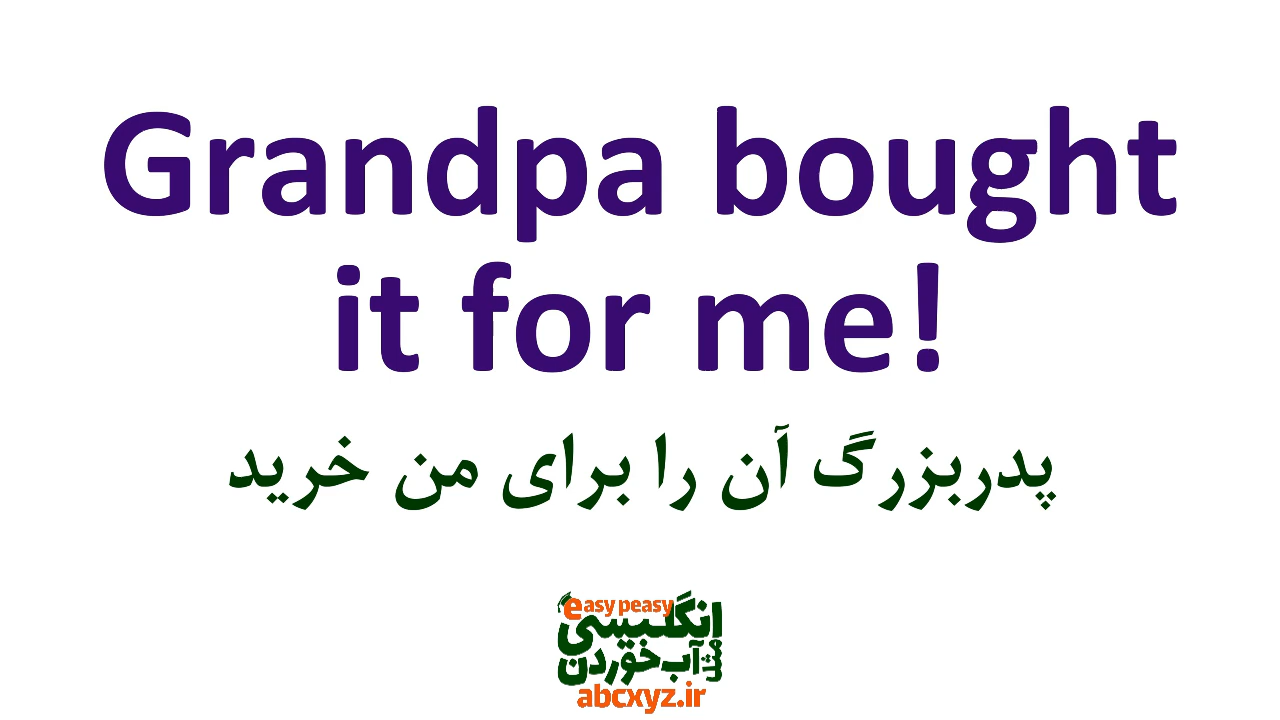 Grandpa bought
it for me!
پدربزرگ آن را برای من خرید
easy peasy
انگلیسی
مثل آب خوردن
abcxyz.ir